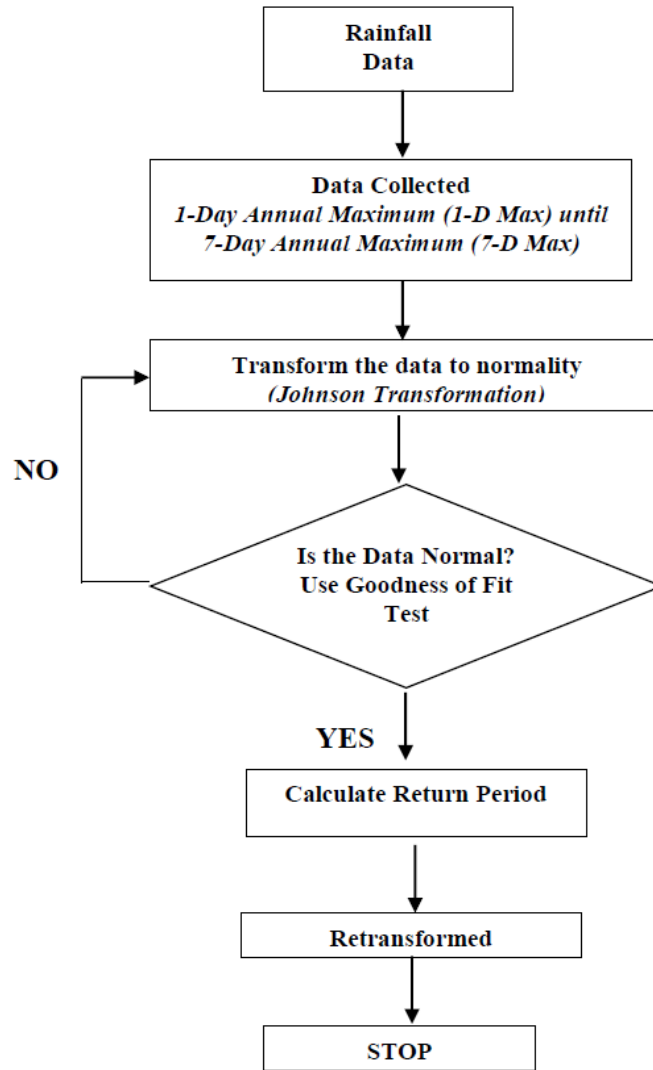 Rainfall
Data
Data Collected
1-Day Annual Maximum (1-D Max) until
7-Day Annual Maximum (7-D Max)
Transform the data to normality
(Johnson Transformation)
NO
Is the Data Normal?
Use Goodness of Fit
Test
YES
Calculate Return Period
Retransformed
STOP